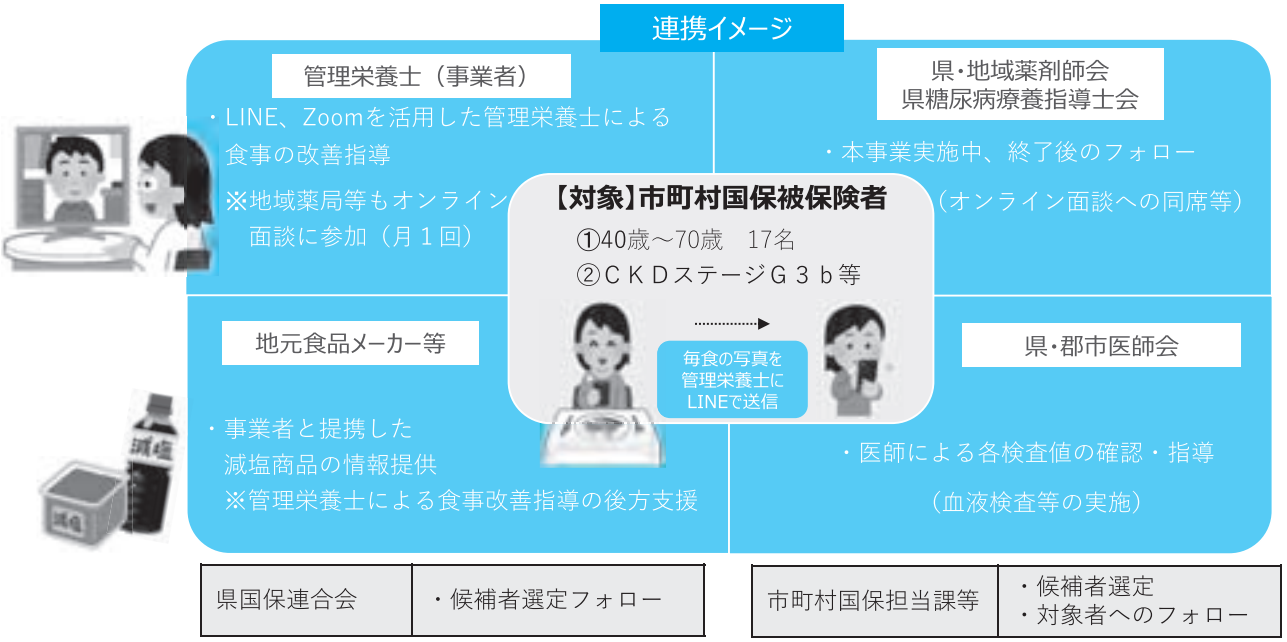 連携イメージ
管理栄養士（事業者）
・LINE、Zoomを活用した管理栄養士による
食事の改善指導
※地域薬局等もオンライン
面談に参加（月１回）
県・地域薬剤師会
県糖尿病療養指導士会
・本事業実施中、終了後のフォロー
（オンライン面談への同席等）
【対象】市町村国保被保険者
①40歳～70歳　17名
②ＣＫＤステージＧ３ｂ等
毎食の写真を
管理栄養士に
LINEで送信
地元食品メーカー等
・事業者と提携した
減塩商品の情報提供
※管理栄養士による食事改善指導の後方支援
減塩
減塩
県・郡市医師会
・医師による各検査値の確認・指導
（血液検査等の実施）
県国保連合会
・候補者選定フォロー
市町村国保担当課等
・候補者選定
・対象者へのフォロー